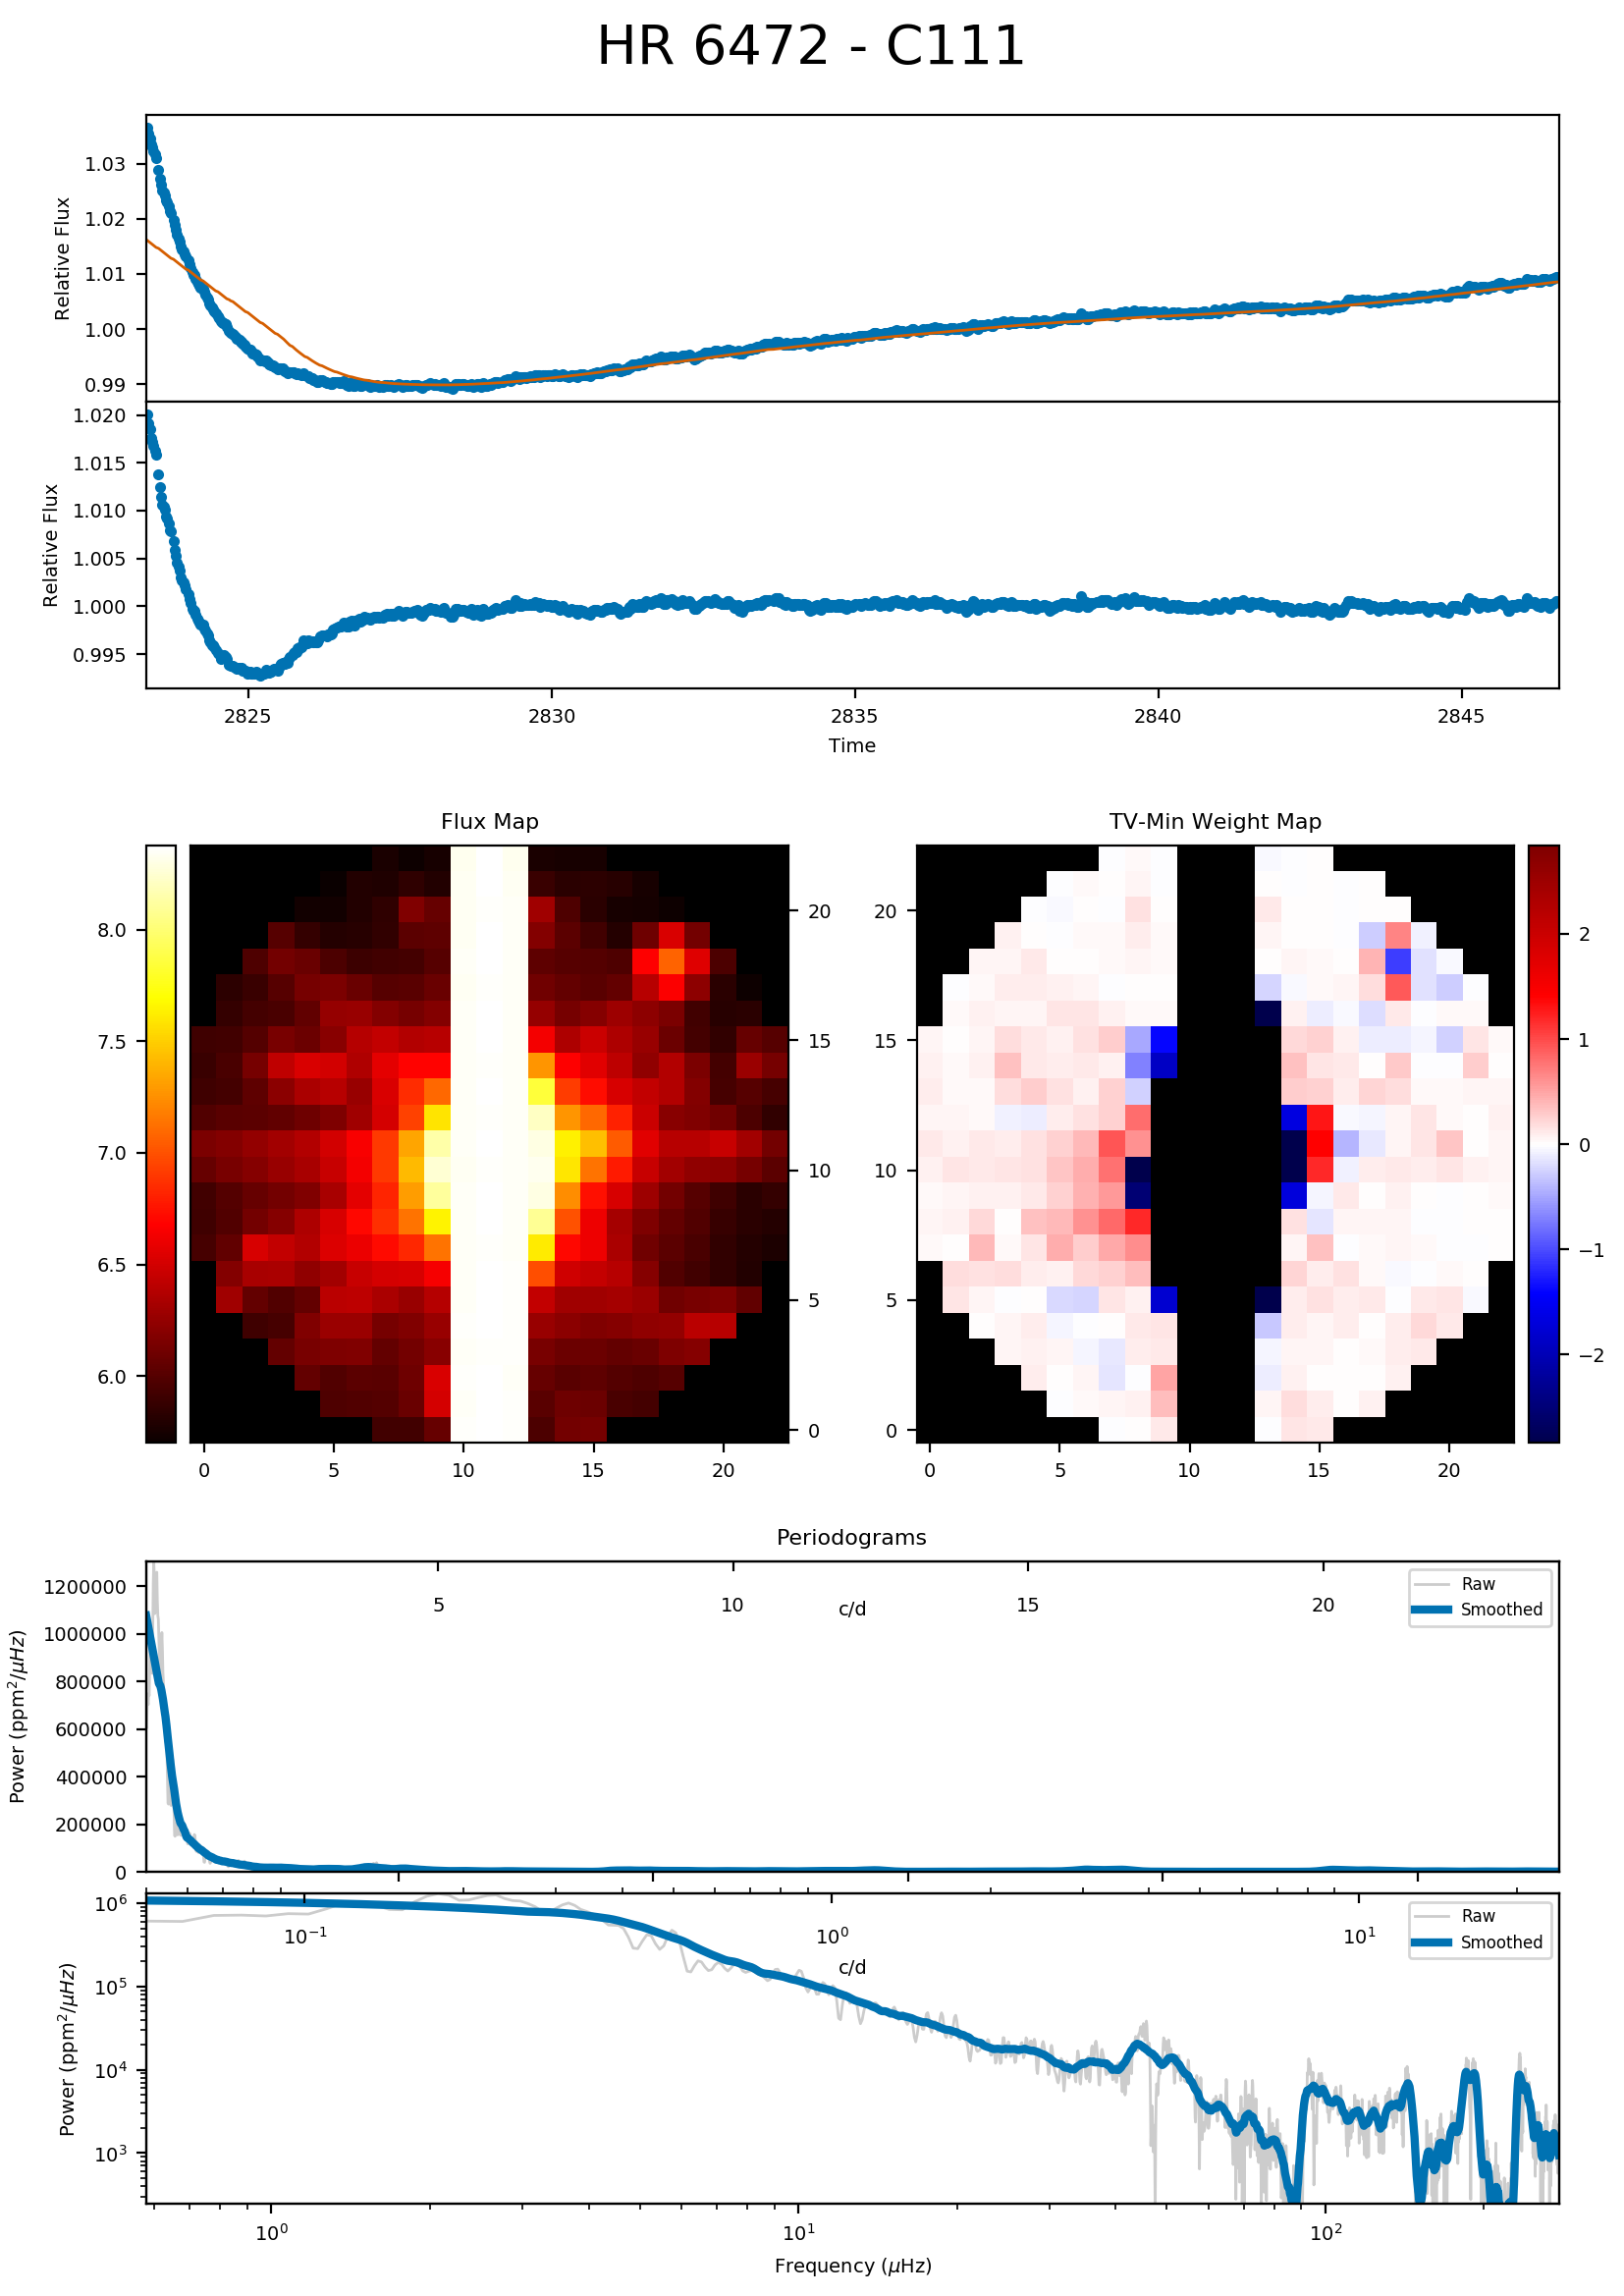 HR 6472 - C111
Relative Flux
1.03
1.02
1.01
1.00
0.99
Relative Flux
1.020
1.015
1.010
1.005
1.000
0.995
2825 2830 2835 2840 2845
Time
Flux Map
8.0
7.5
7.0
6.5
6.0
20
15
10
5
0
0 5 10 15 20
TV-Min Weight Map
20
15
10
5
0
0 5 10 15 20
2
1
0
−1
−2
Periodograms
Power (ppm²/μHz)
1200000
1000000
800000
600000
400000
200000
0
5 10 15 20
c/d
Raw
Smoothed
Power (ppm²/μHz)
10⁶
10⁵
10⁴
10³
10⁻¹ 10⁰ 10¹
c/d
Raw
Smoothed
10⁰ 10¹ 10²
Frequency (μHz)